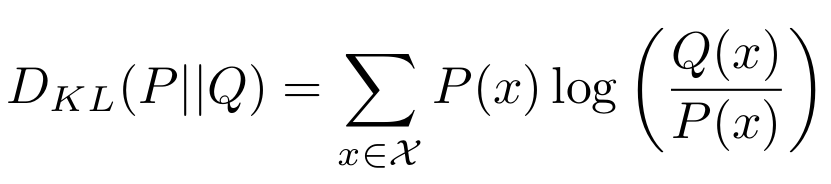 $D_{KL}(P||Q) = \sum_{x \in \mathcal{X}} P(x) \log \left( \frac{Q(x)}{P(x)} \right)$